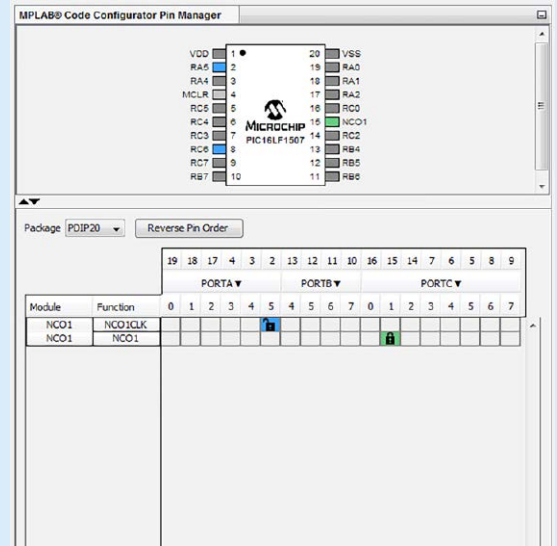 MPLAB® Code Configurator Pin Manager
VDD 1 20 VSS
RA5 2 19 RA0
RA4 3 18 RA1
MCLR 4 17 RA2
RC5 5 16 RC0
RC4 6 15 NCO1
RC3 7 14 RC2
RC6 8 13 RB4
RC7 9 12 RB5
RB7 10 11 RB6
MICROCHIP
PIC16LF1507
Package PDIP20 Reverse Pin Order
19 18 17 4 3 2 13 12 11 10 16 15 14 7 6 5 8 9
PORTA▼ PORTB▼ PORTC▼
Module Function 0 1 2 3 4 5 4 5 6 7 0 1 2 3 4 5 6 7
NCO1 NCO1CLK
NCO1 NCO1